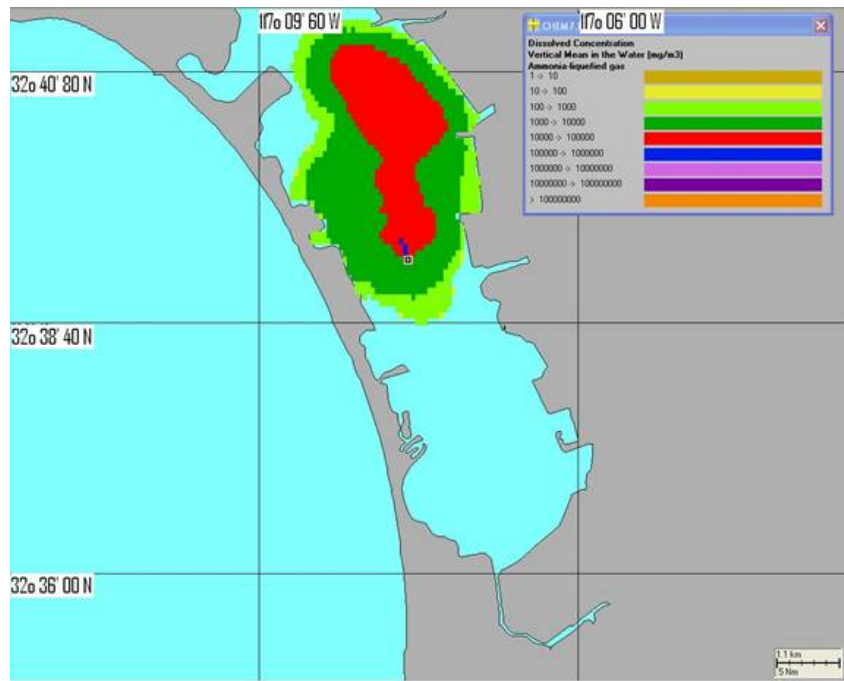 117o 09' 60 W
117o 06' 00 W
CHEM
Dissolved Concentration
Vertical Mean in the Water (mg/m3)
Ammonia-liquefied gas
1 -> 10
10 -> 100
100 -> 1000
1000 -> 10000
10000 -> 100000
100000 -> 1000000
1000000 -> 10000000
10000000 -> 100000000
> 100000000
32o 40' 80 N
32o 38' 40 N
32o 36' 00 N
1.1 km
.5 Nm